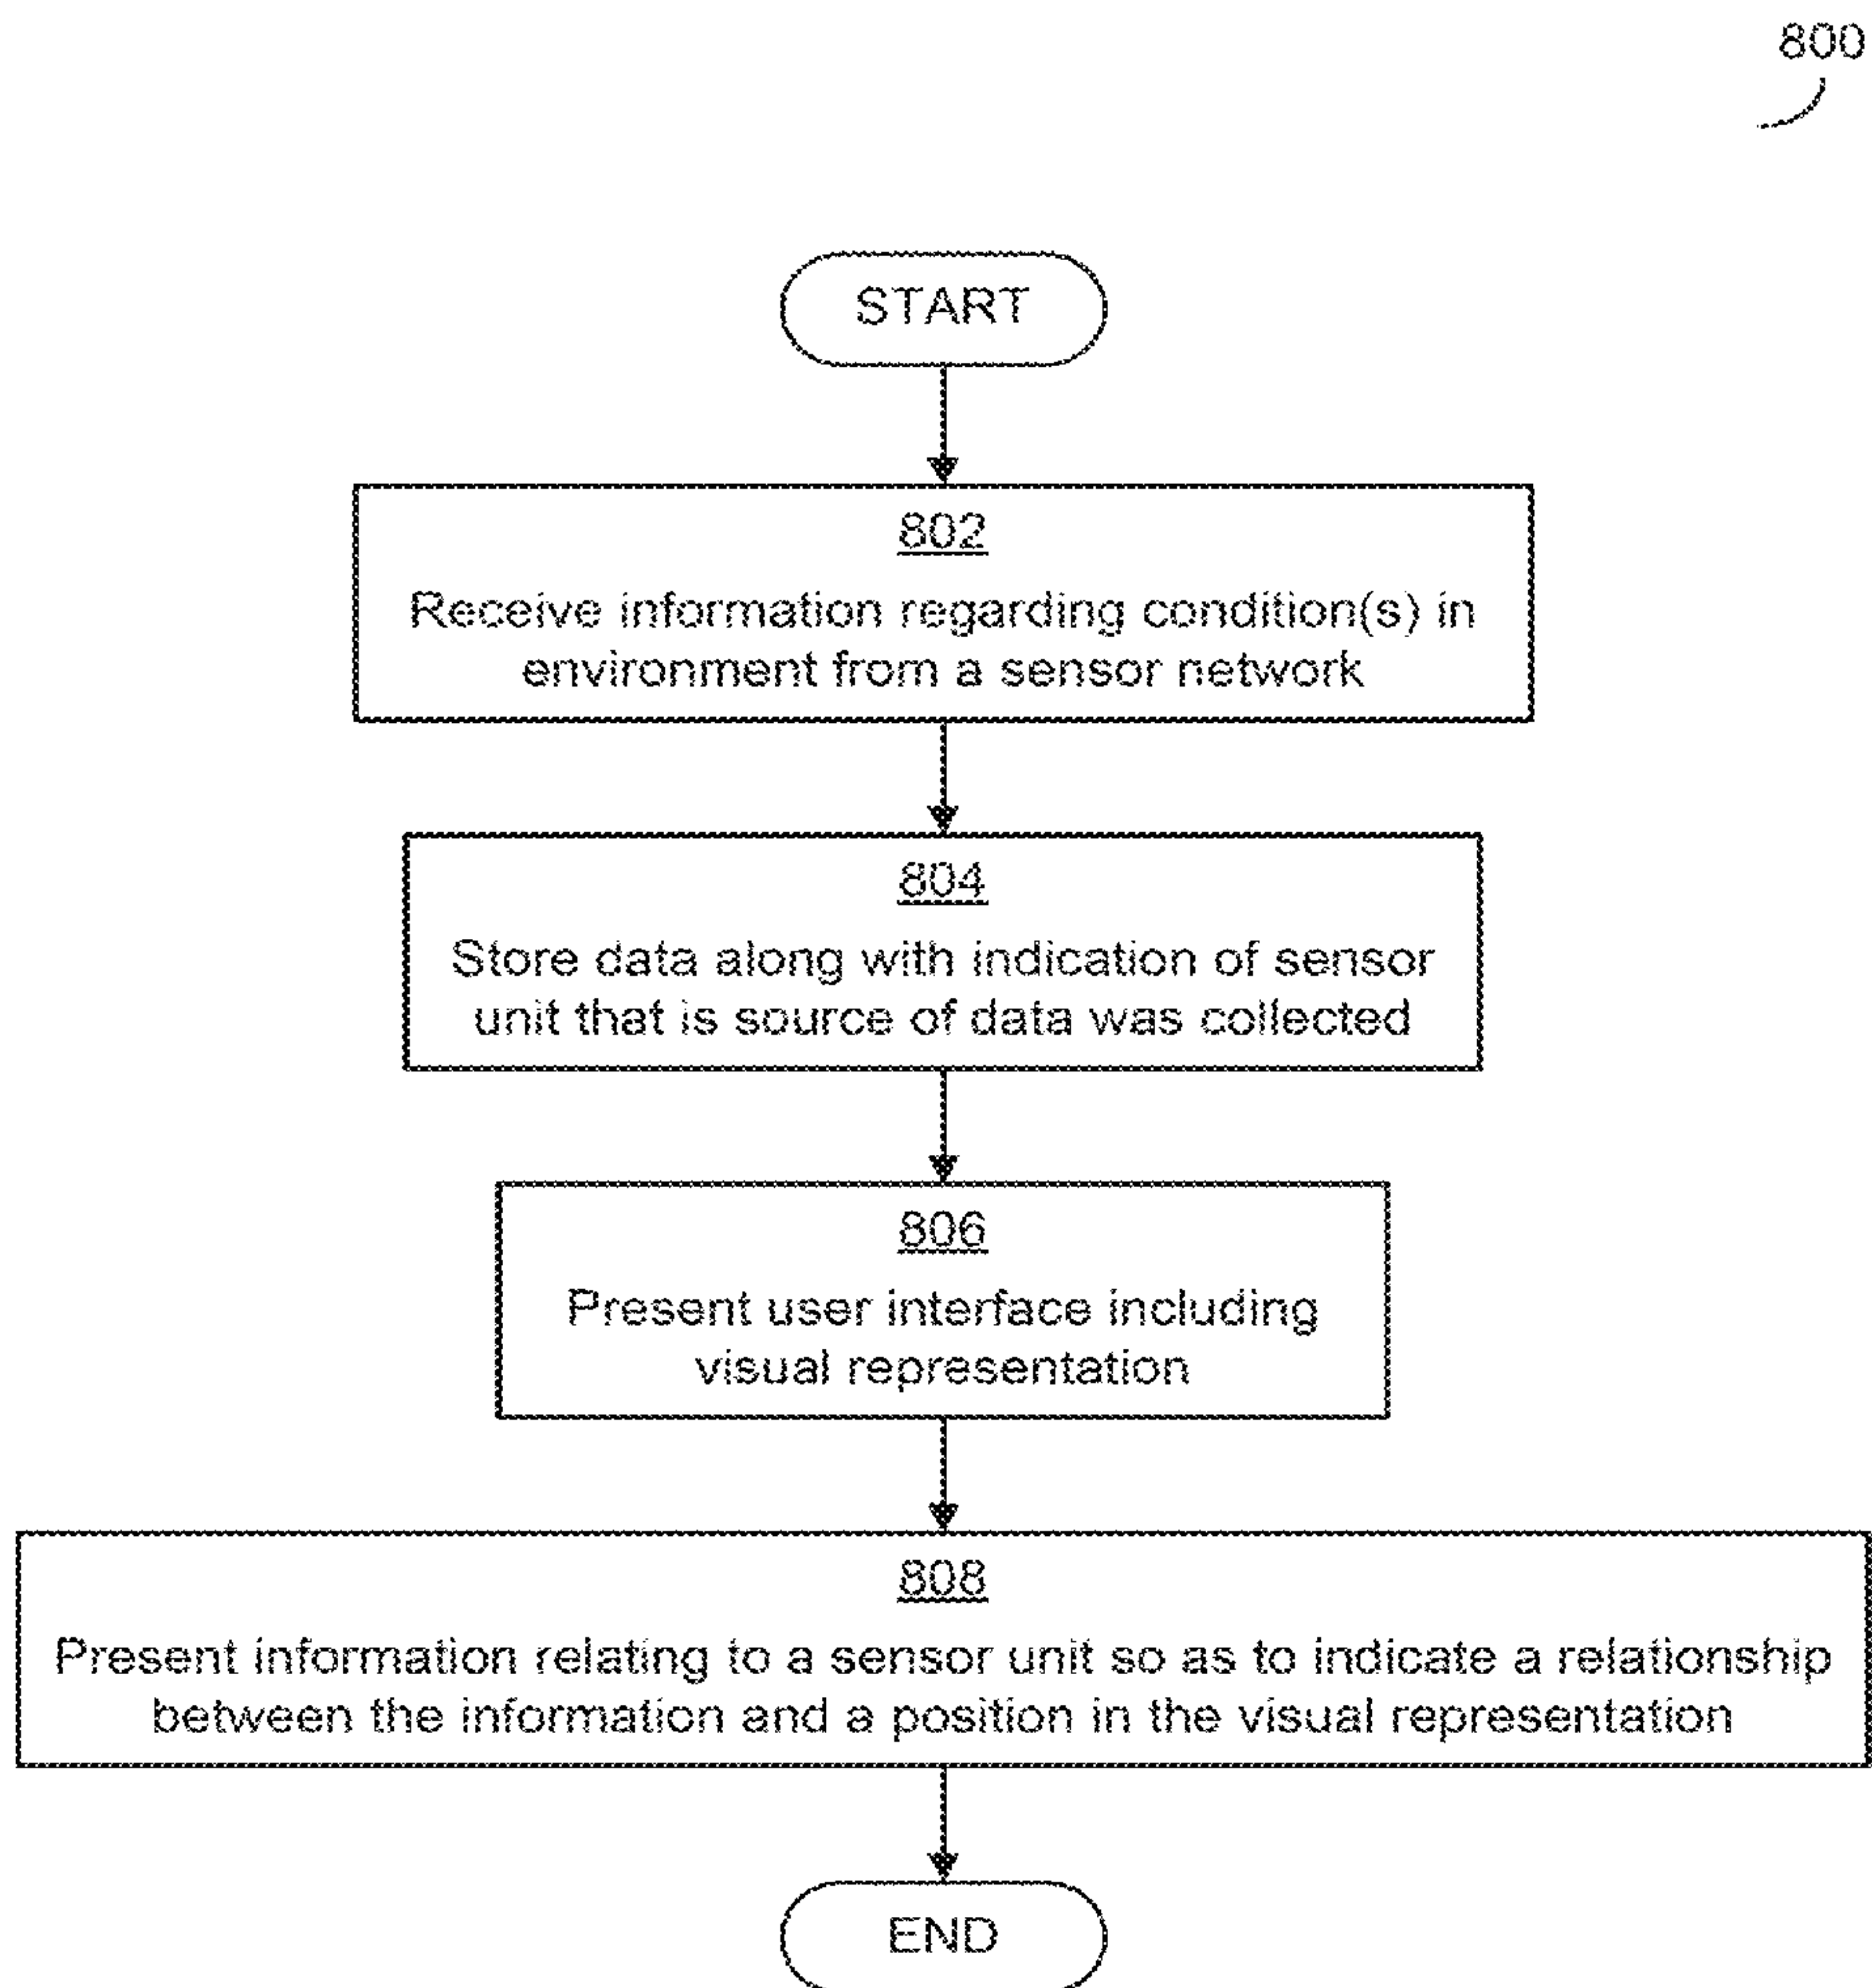 800
START
802
Receive information regarding condition(s) in
environment from a sensor network
804
Store data along with indication of sensor
unit that is source of data was collected
806
Present user interface including
visual representation
808
Present information relating to a sensor unit so as to indicate a relationship
between the information and a position in the visual representation
END